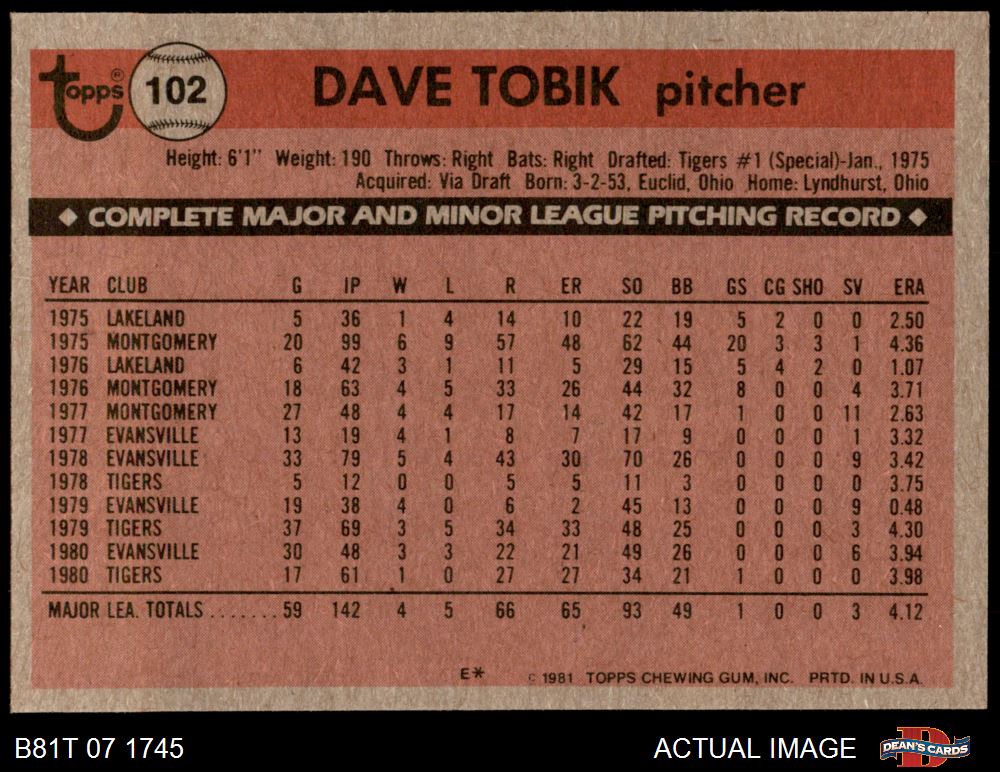 topps® 102 DAVE TOBIK pitcher
Height: 6'1" Weight: 190 Throws: Right Bats: Right Drafted: Tigers #1 (Special)-Jan., 1975
Acquired: Via Draft Born: 3-2-53, Euclid, Ohio Home: Lyndhurst, Ohio
◆ COMPLETE MAJOR AND MINOR LEAGUE PITCHING RECORD ◆
YEAR CLUB G IP W L R ER SO BB GS CG SHO SV ERA
1975 LAKELAND 5 36 1 4 14 10 22 19 5 2 0 0 2.50
1975 MONTGOMERY 20 99 6 9 57 48 62 44 20 3 3 1 4.36
1976 LAKELAND 6 42 3 1 11 5 29 15 5 4 2 0 1.07
1976 MONTGOMERY 18 63 4 5 33 26 44 32 8 0 0 4 3.71
1977 MONTGOMERY 27 48 4 4 17 14 42 17 1 0 0 11 2.63
1977 EVANSVILLE 13 19 4 1 8 7 17 9 0 0 0 1 3.32
1978 EVANSVILLE 33 79 5 4 43 30 70 26 0 0 0 9 3.42
1978 TIGERS 5 12 0 0 5 5 11 3 0 0 0 0 3.75
1979 EVANSVILLE 19 38 4 0 6 2 45 13 0 0 0 9 0.48
1979 TIGERS 37 69 3 5 34 33 48 25 0 0 0 3 4.30
1980 EVANSVILLE 30 48 3 3 22 21 49 26 0 0 0 6 3.94
1980 TIGERS 17 61 1 0 27 27 34 21 1 0 0 0 3.98
MAJOR LEA. TOTALS ....... 59 142 4 5 66 65 93 49 1 0 0 3 4.12
E* © 1981 TOPPS CHEWING GUM, INC. PRTD. IN U.S.A.
B81T 07 1745 ACTUAL IMAGE DEAN'S CARDS